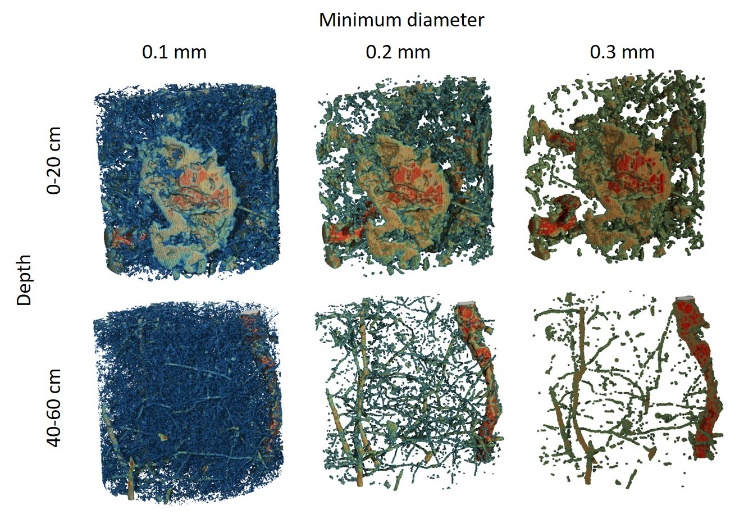 Minimum diameter
0.1 mm
0.2 mm
0.3 mm
Depth
0-20 cm
40-60 cm